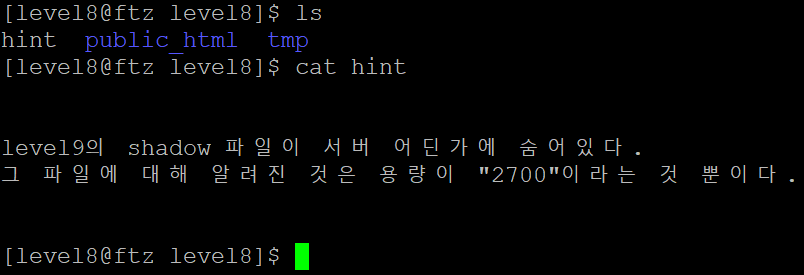 [level8@ftz level8]$ ls
hint  public_html  tmp
[level8@ftz level8]$ cat hint
level9의 shadow 파일이 서버 어딘가에 숨어있다.
그 파일에 대해 알려진 것은 용량이 "2700"이라는 것 뿐이다.
[level8@ftz level8]$